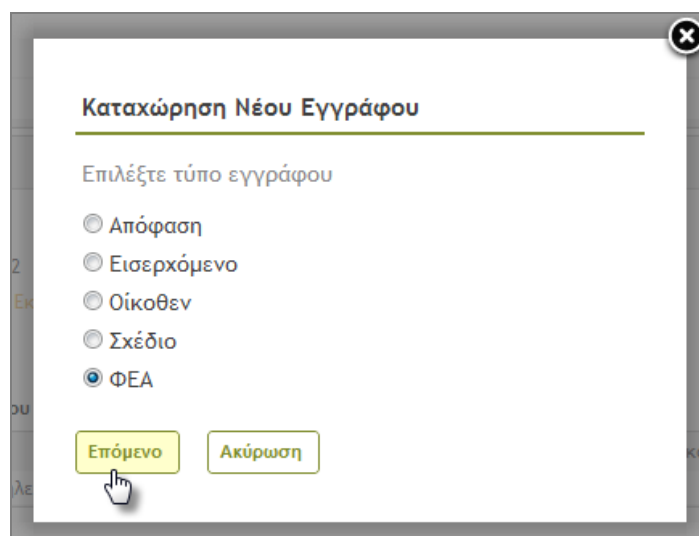 Καταχώρηση Νέου Εγγράφου
Επιλέξτε τύπο εγγράφου
Απόφαση
Εισερχόμενο
Οίκοθεν
Σχέδιο
ΦΕΑ
Επόμενο Ακύρωση